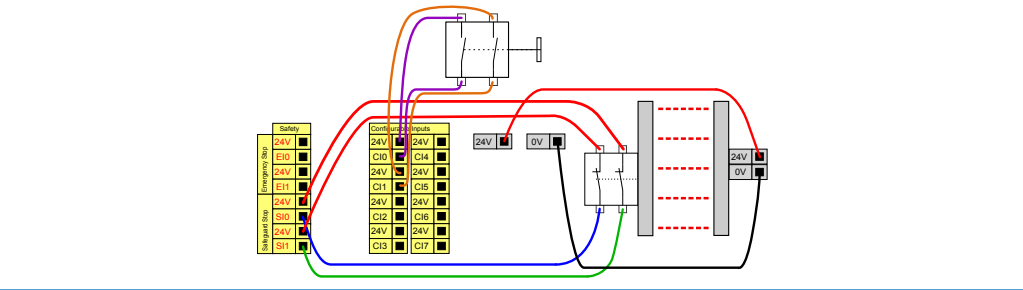 Safety
Emergency Stop
24V
EI0
24V
EI1
Safeguard Stop
24V
SI0
24V
SI1
Configurable Inputs
24V 24V
CI0 CI4
24V 24V
CI1 CI5
24V 24V
CI2 CI6
24V 24V
CI3 CI7
24V
0V
24V
0V